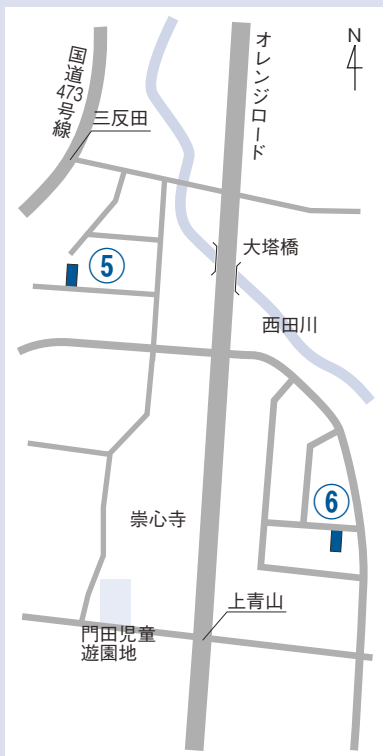 オレンジロード
N
国道473号線
三反田
大塔橋
⑤
西田川
⑥
崇心寺
上青山
門田児童
遊園地